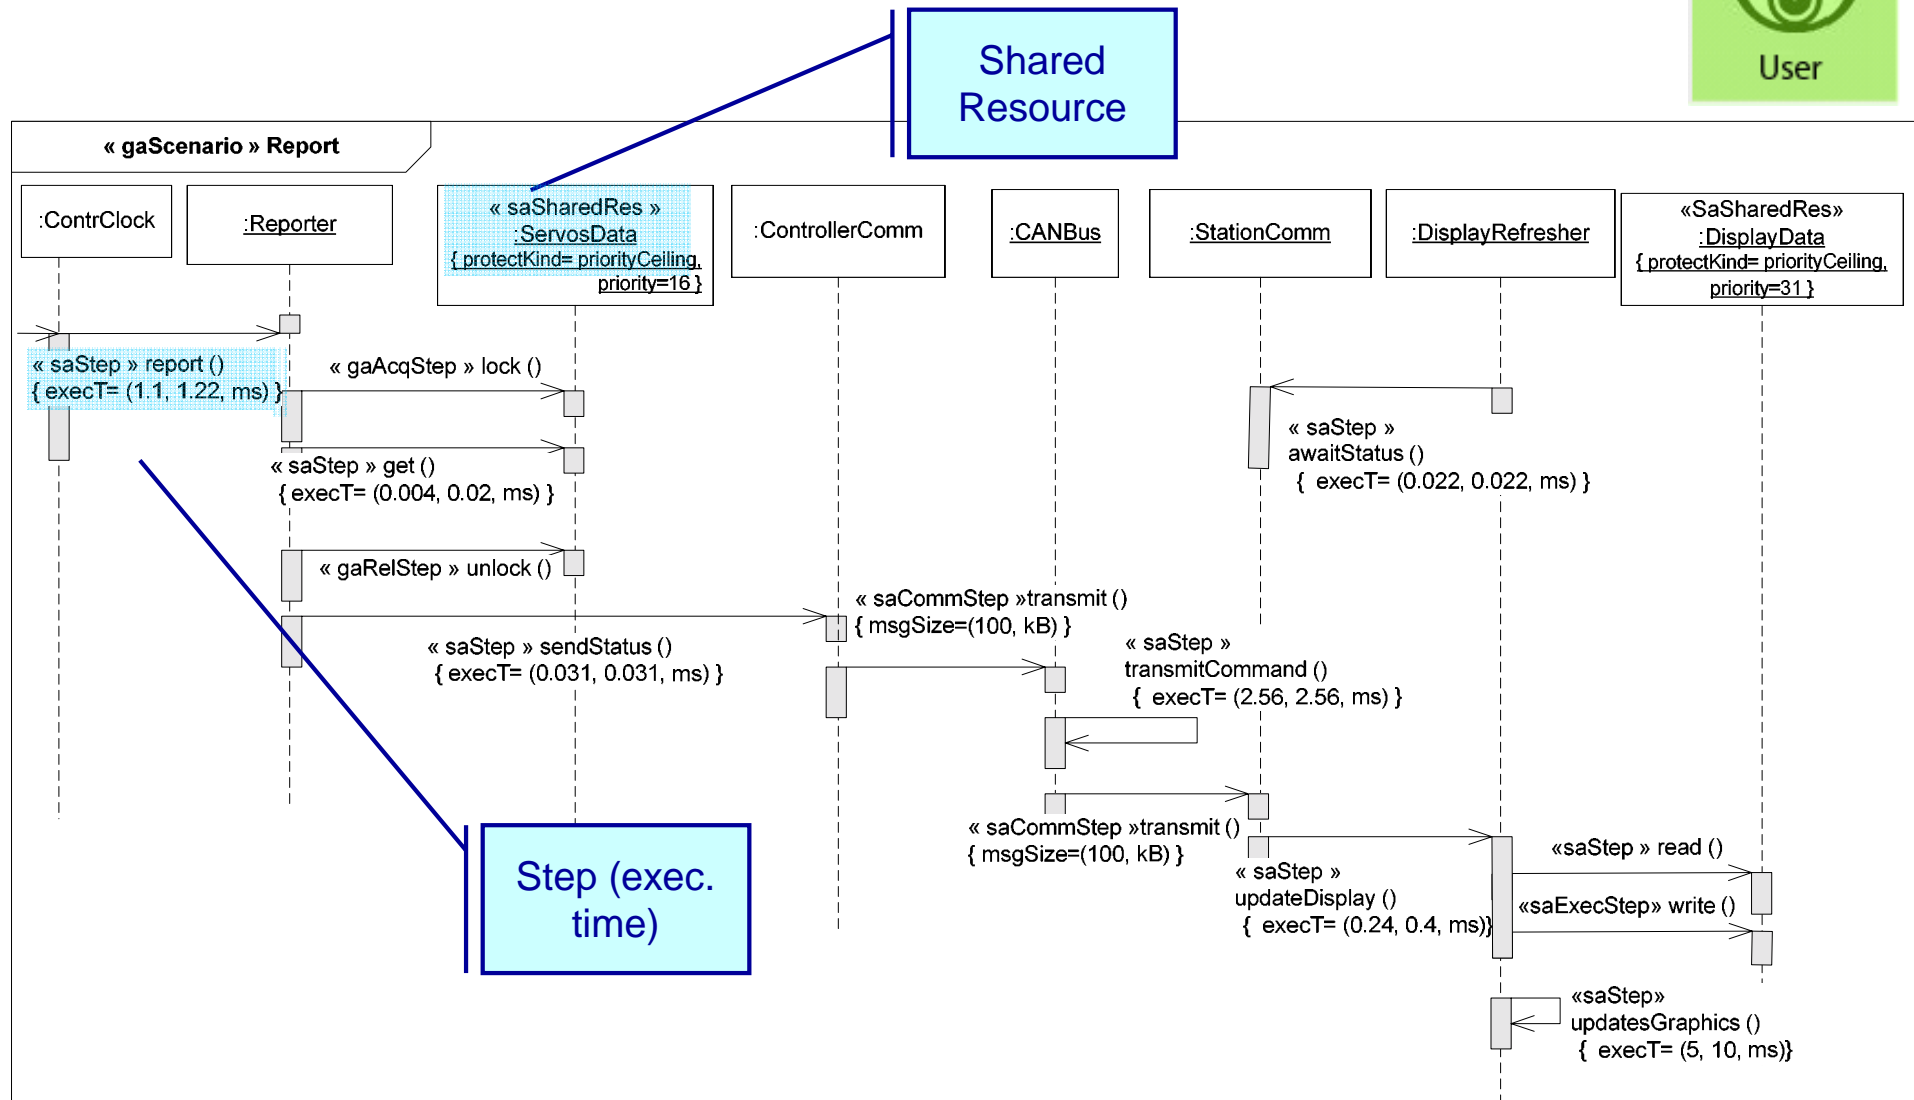 Shared
Resource
User
« gaScenario » Report
:ContrClock
:Reporter
« saSharedRes »
:ServosData
{ protectKind= priorityCeiling,
priority=16 }
:ControllerComm
:CANBus
:StationComm
:DisplayRefresher
«SaSharedRes»
:DisplayData
{ protectKind= priorityCeiling,
priority=31 }
« saStep » report ()
{ execT= (1.1, 1.22, ms) }
« gaAcqStep » lock ()
« saStep »
awaitStatus ()
{ execT= (0.022, 0.022, ms) }
« saStep » get ()
{ execT= (0.004, 0.02, ms) }
« gaRelStep » unlock ()
« saCommStep »transmit ()
{ msgSize=(100, kB) }
« saStep » sendStatus ()
{ execT= (0.031, 0.031, ms) }
« saStep »
transmitCommand ()
{ execT= (2.56, 2.56, ms) }
« saCommStep »transmit ()
{ msgSize=(100, kB) }
« saStep »
updateDisplay ()
{ execT= (0.24, 0.4, ms)}
«saStep » read ()
«saExecStep» write ()
Step (exec.
time)
«saStep»
updatesGraphics ()
{ execT= (5, 10, ms)}